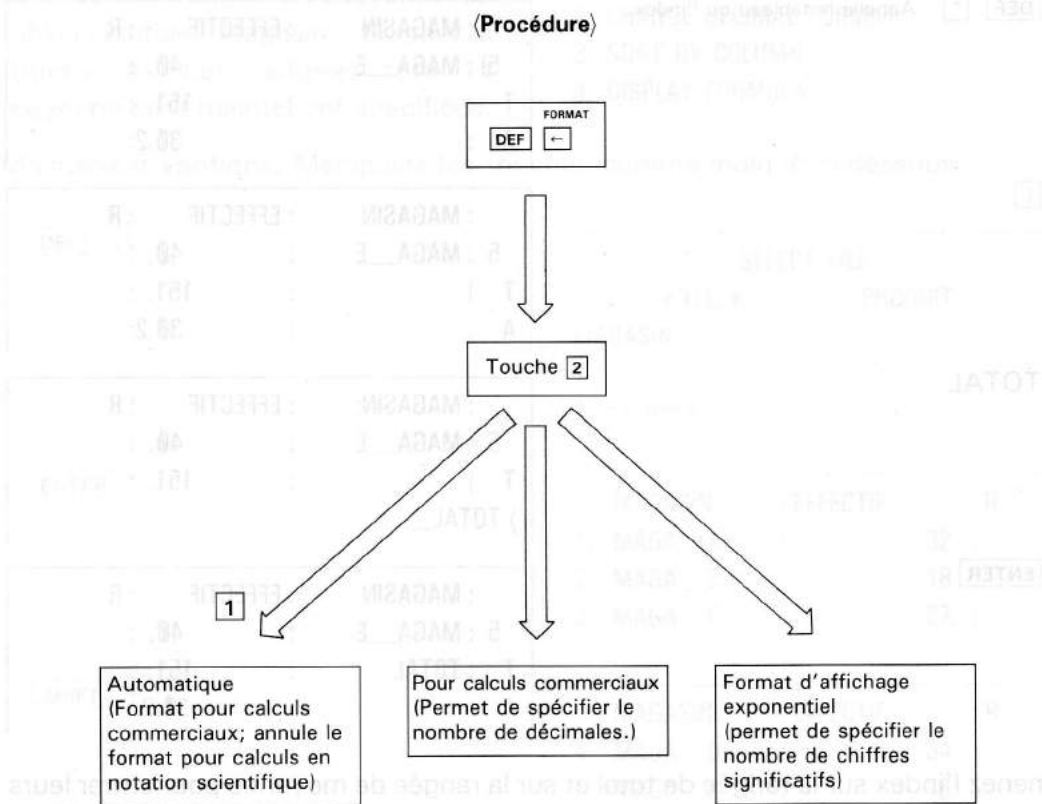 (Procédure)
FORMAT
DEF ←
Touche 2
1
Automatique
(Format pour calculs
commerciaux; annule le
format pour calculs en
notation scientifique)
Pour calculs commerciaux
(Permet de spécifier le
nombre de décimales.)
Format d'affichage
exponentiel
(permet de spécifier le
nombre de chiffres
significatifs)